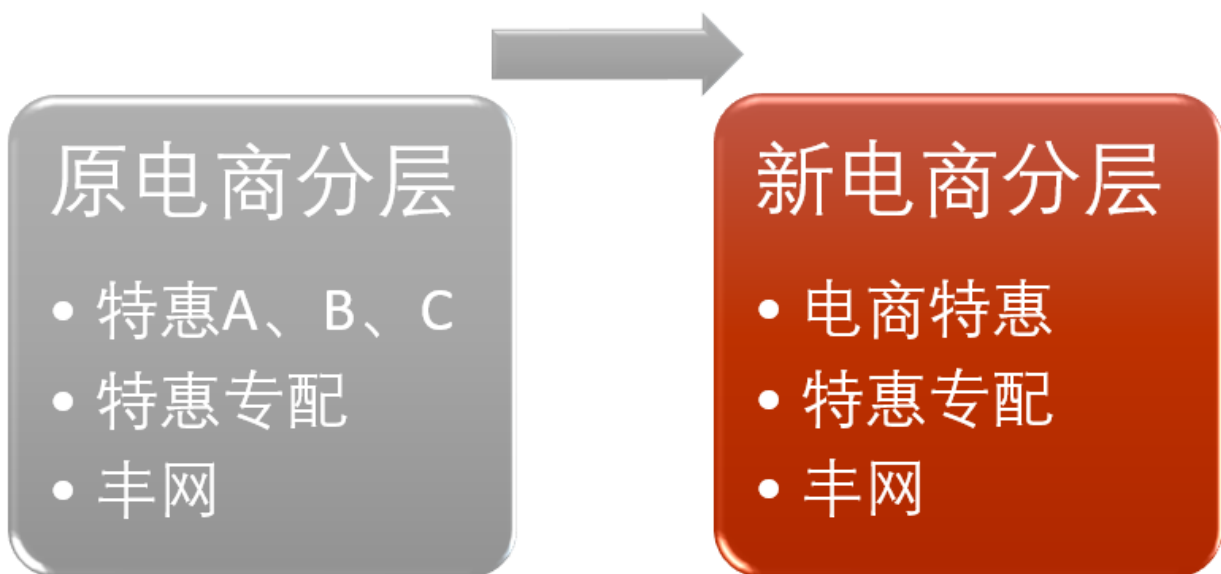 原电商分层
• 特惠A、B、C
• 特惠专配
• 丰网
新电商分层
• 电商特惠
• 特惠专配
• 丰网